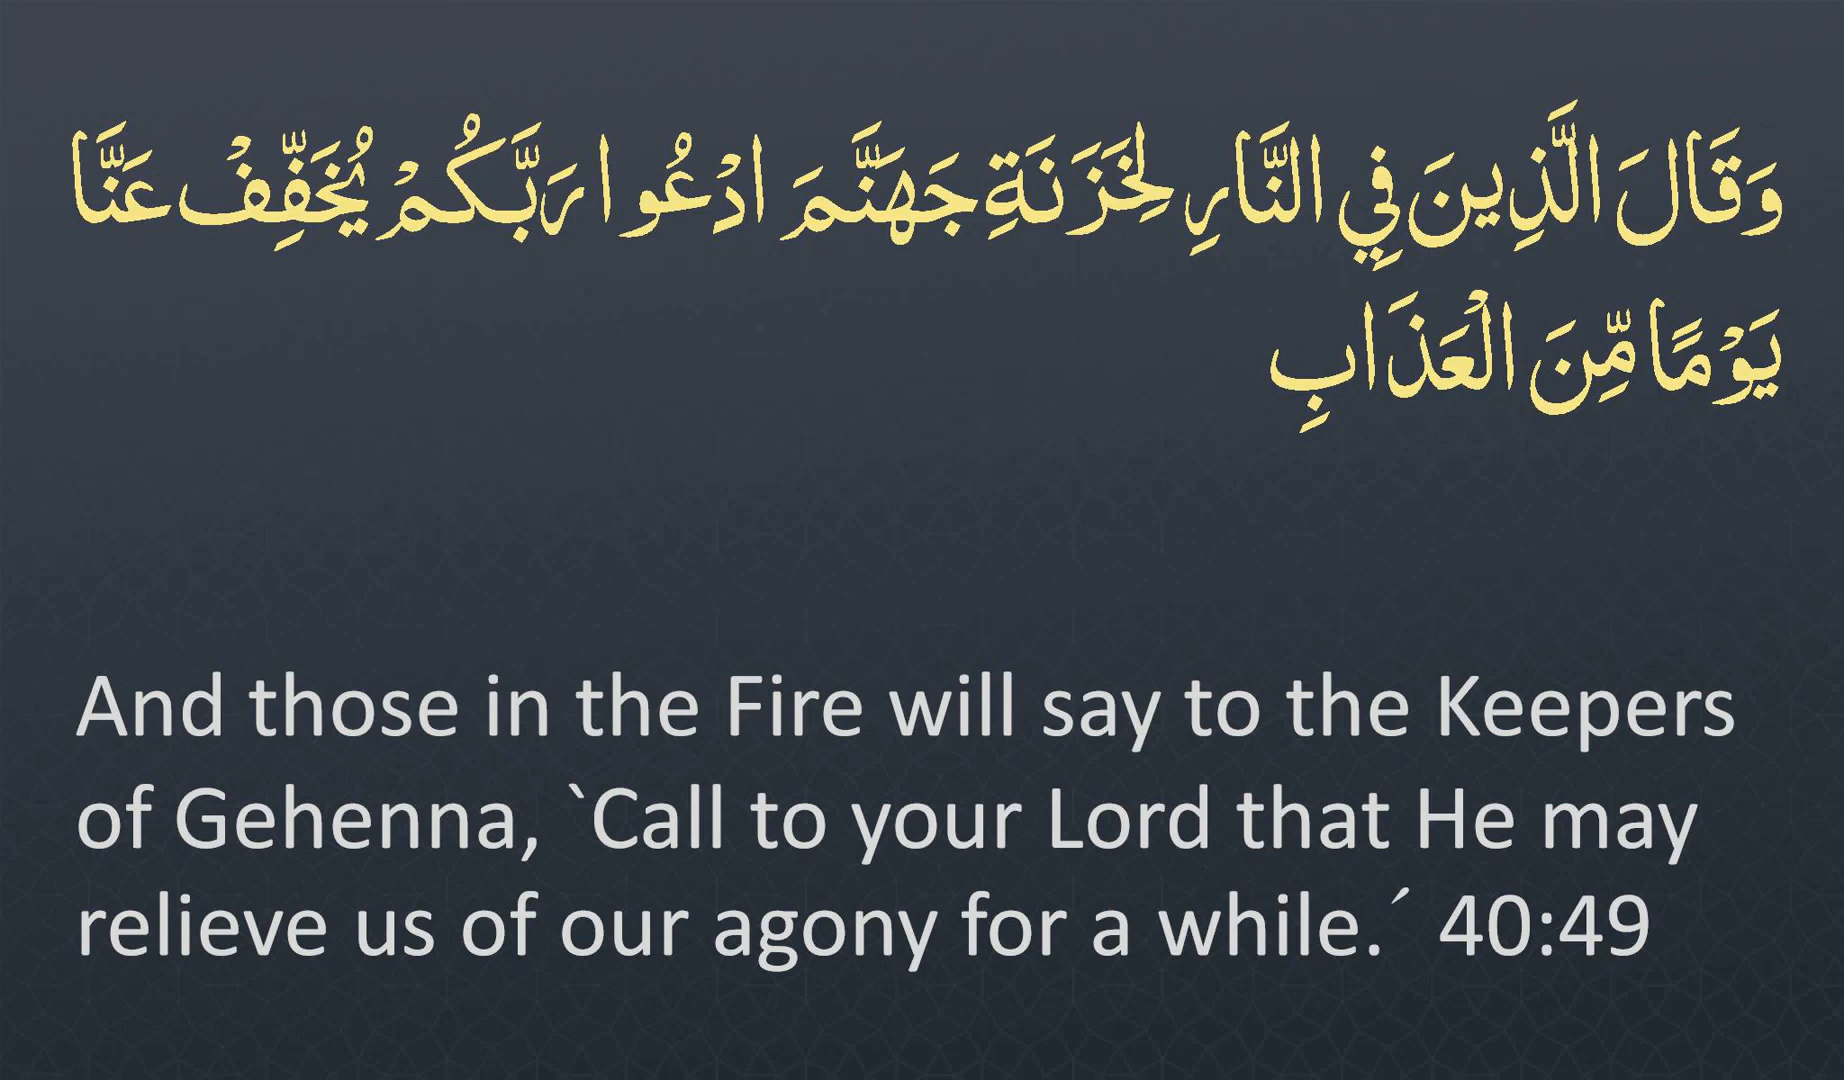 وَقَالَ الَّذِينَ فِي النَّارِ لِخَزَنَةِ جَهَنَّمَ ادْعُوا رَبَّكُمْ يُخَفِّفْ عَنَّا
يَوْمًا مِّنَ الْعَذَابِ
And those in the Fire will say to the Keepers
of Gehenna, `Call to your Lord that He may
relieve us of our agony for a while.´ 40:49